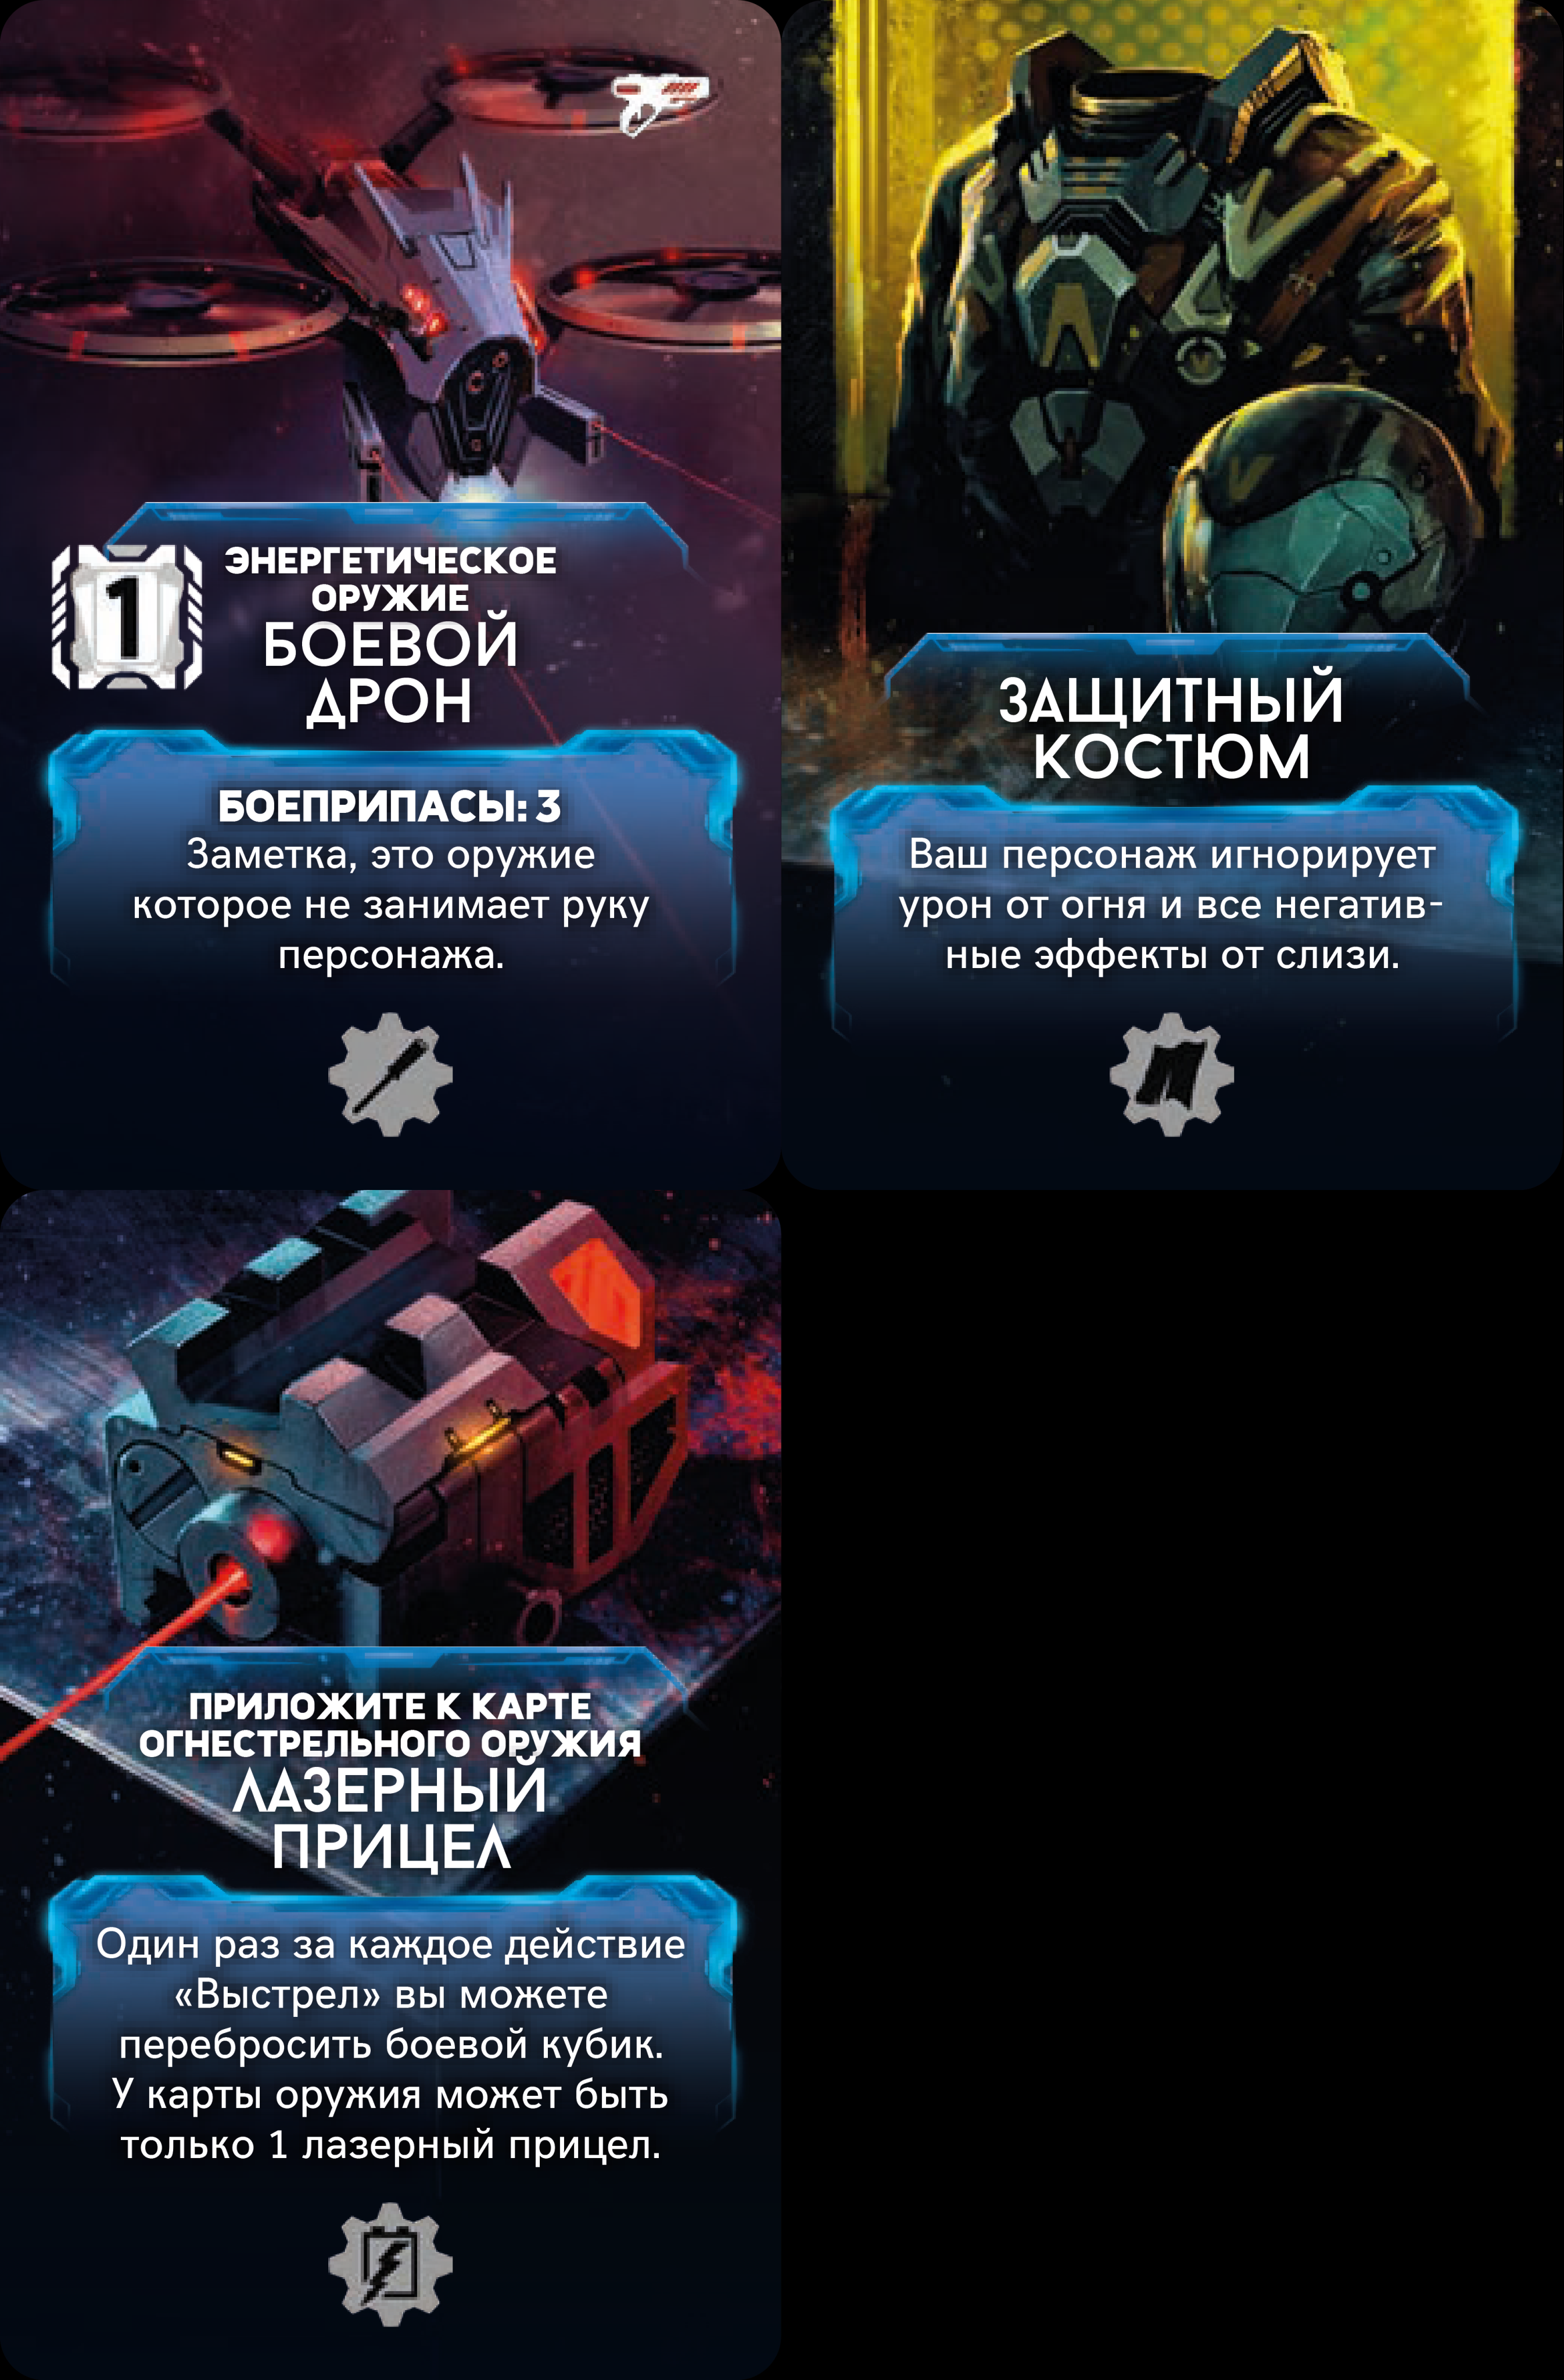 1
ЭНЕРГЕТИЧЕСКОЕ
ОРУЖИЕ
БОЕВОЙ
ДРОН
БОЕПРИПАСЫ: 3
Заметка, это оружие
которое не занимает руку
персонажа.
ЗАЩИТНЫЙ
КОСТЮМ
Ваш персонаж игнорирует
урон от огня и все негатив-
ные эффекты от слизи.
ПРИЛОЖИТЕ К КАРТЕ
ОГНЕСТРЕЛЬНОГО ОРУЖИЯ
ЛАЗЕРНЫЙ
ПРИЦЕЛ
Один раз за каждое действие
«Выстрел» вы можете
перебросить боевой кубик.
У карты оружия может быть
только 1 лазерный прицел.